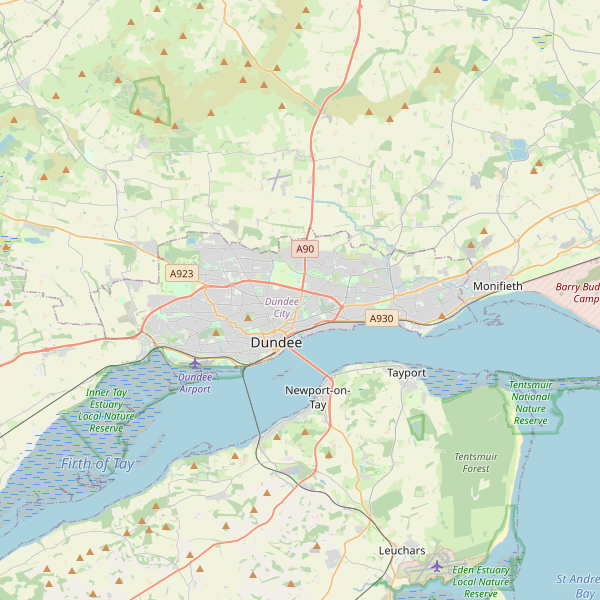 A90
A923
Monifieth
Barry Bud
Camp
Dundee
City
A930
Dundee
Tayport
Dundee
Airport
Newport-on-
Tay
Inner Tay
Estuary
Local Nature
Reserve
Tentsmuir
National
Nature
Reserve
Firth of Tay
Tentsmuir
Forest
Leuchars
Eden Estuary
Local Nature
Reserve
St Andre
Bay